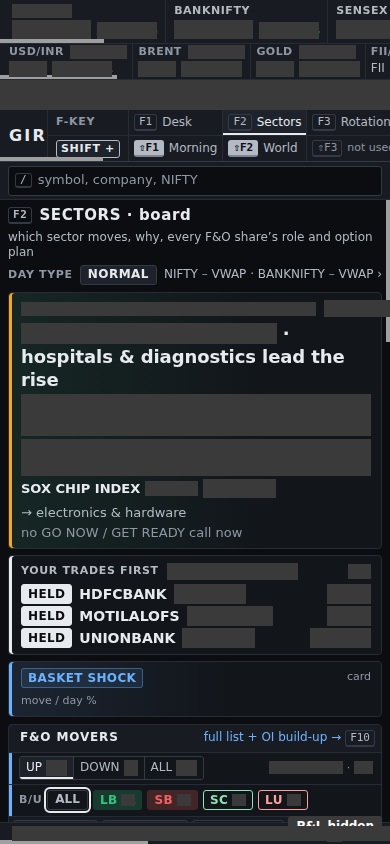 BANKNIFTY
SENSEX
USD/INR
BRENT
GOLD
FII/
FII
GIR
F-KEY
F1 Desk
F2 Sectors
F3 Rotation
SHIFT +
⇧F1 Morning
⇧F2 World
⇧F3 not used
/ symbol, company, NIFTY
F2 SECTORS · board
which sector moves, why, every F&O share’s role and option
plan
DAY TYPE NORMAL NIFTY – VWAP · BANKNIFTY – VWAP ›
·
hospitals & diagnostics lead the
rise
SOX CHIP INDEX
→ electronics & hardware
no GO NOW / GET READY call now
YOUR TRADES FIRST
HELD HDFCBANK
HELD MOTILALOFS
HELD UNIONBANK
BASKET SHOCK card
move / day %
F&O MOVERS full list + OI build-up → F10
UP DOWN ALL ·
B/U ALL LB SB SC LU
P&L hidden